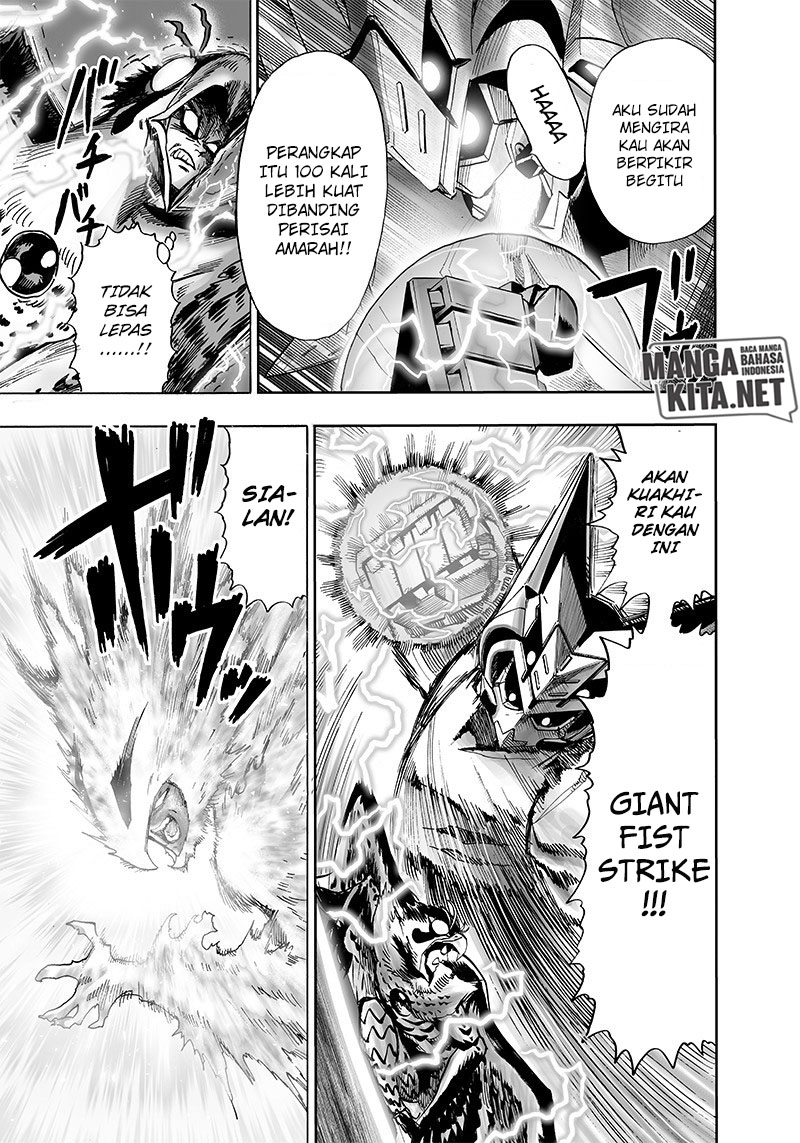 AKU SUDAH
MENGIRA
KAU AKAN
BERPIKIR
BEGITU
HAAAA
PERANGKAP
ITU 100 KALI
LEBIH KUAT
DIBANDING
PERISAI
AMARAH!!
バチ
バチ
TIDAK
BISA
LEPAS
......!!
MANGA
KITA.NET
BACA MANGA
BAHASA
INDONESIA
AKAN
KUAKHI-
RI KAU
DENGAN
INI
GIANT
FIST
STRIKE
!!!
SIA-
LAN!